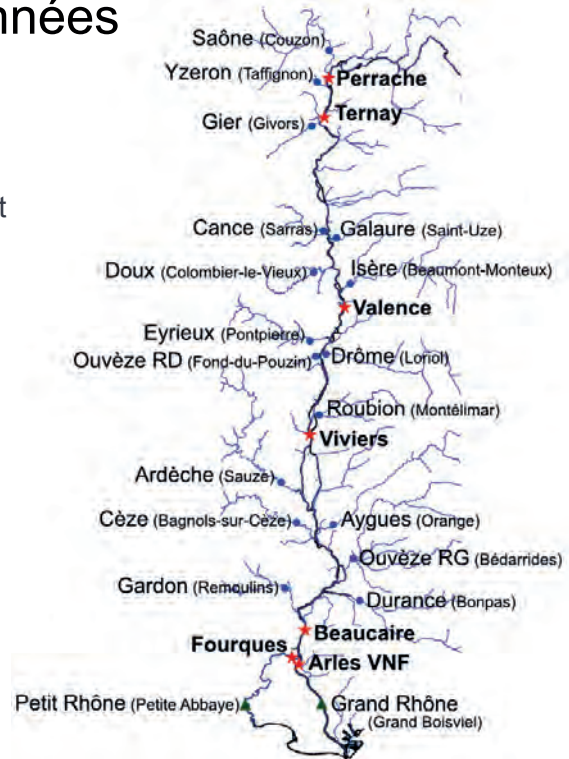 nnées
Saône (Couzon)
Yzeron (Taffignon)
Perrache
Ternay
Gier (Givors)
t
Cance (Sarras)
Galaure (Saint-Uze)
Doux (Colombier-le-Vieux)
Isère (Beaumont-Monteux)
Valence
Eyrieux (Pontpierre)
Ouvèze RD (Fond-du-Pouzin)
Drôme (Loriol)
Roubion (Montélimar)
Viviers
Ardèche (Sauze)
Cèze (Bagnols-sur-Cèze)
Aygues (Orange)
Ouvèze RG (Bédarrides)
Gardon (Remoulins)
Durance (Bonpas)
Beaucaire
Fourques
Arles VNF
Petit Rhône (Petite Abbaye)
Grand Rhône
(Grand Boisviel)